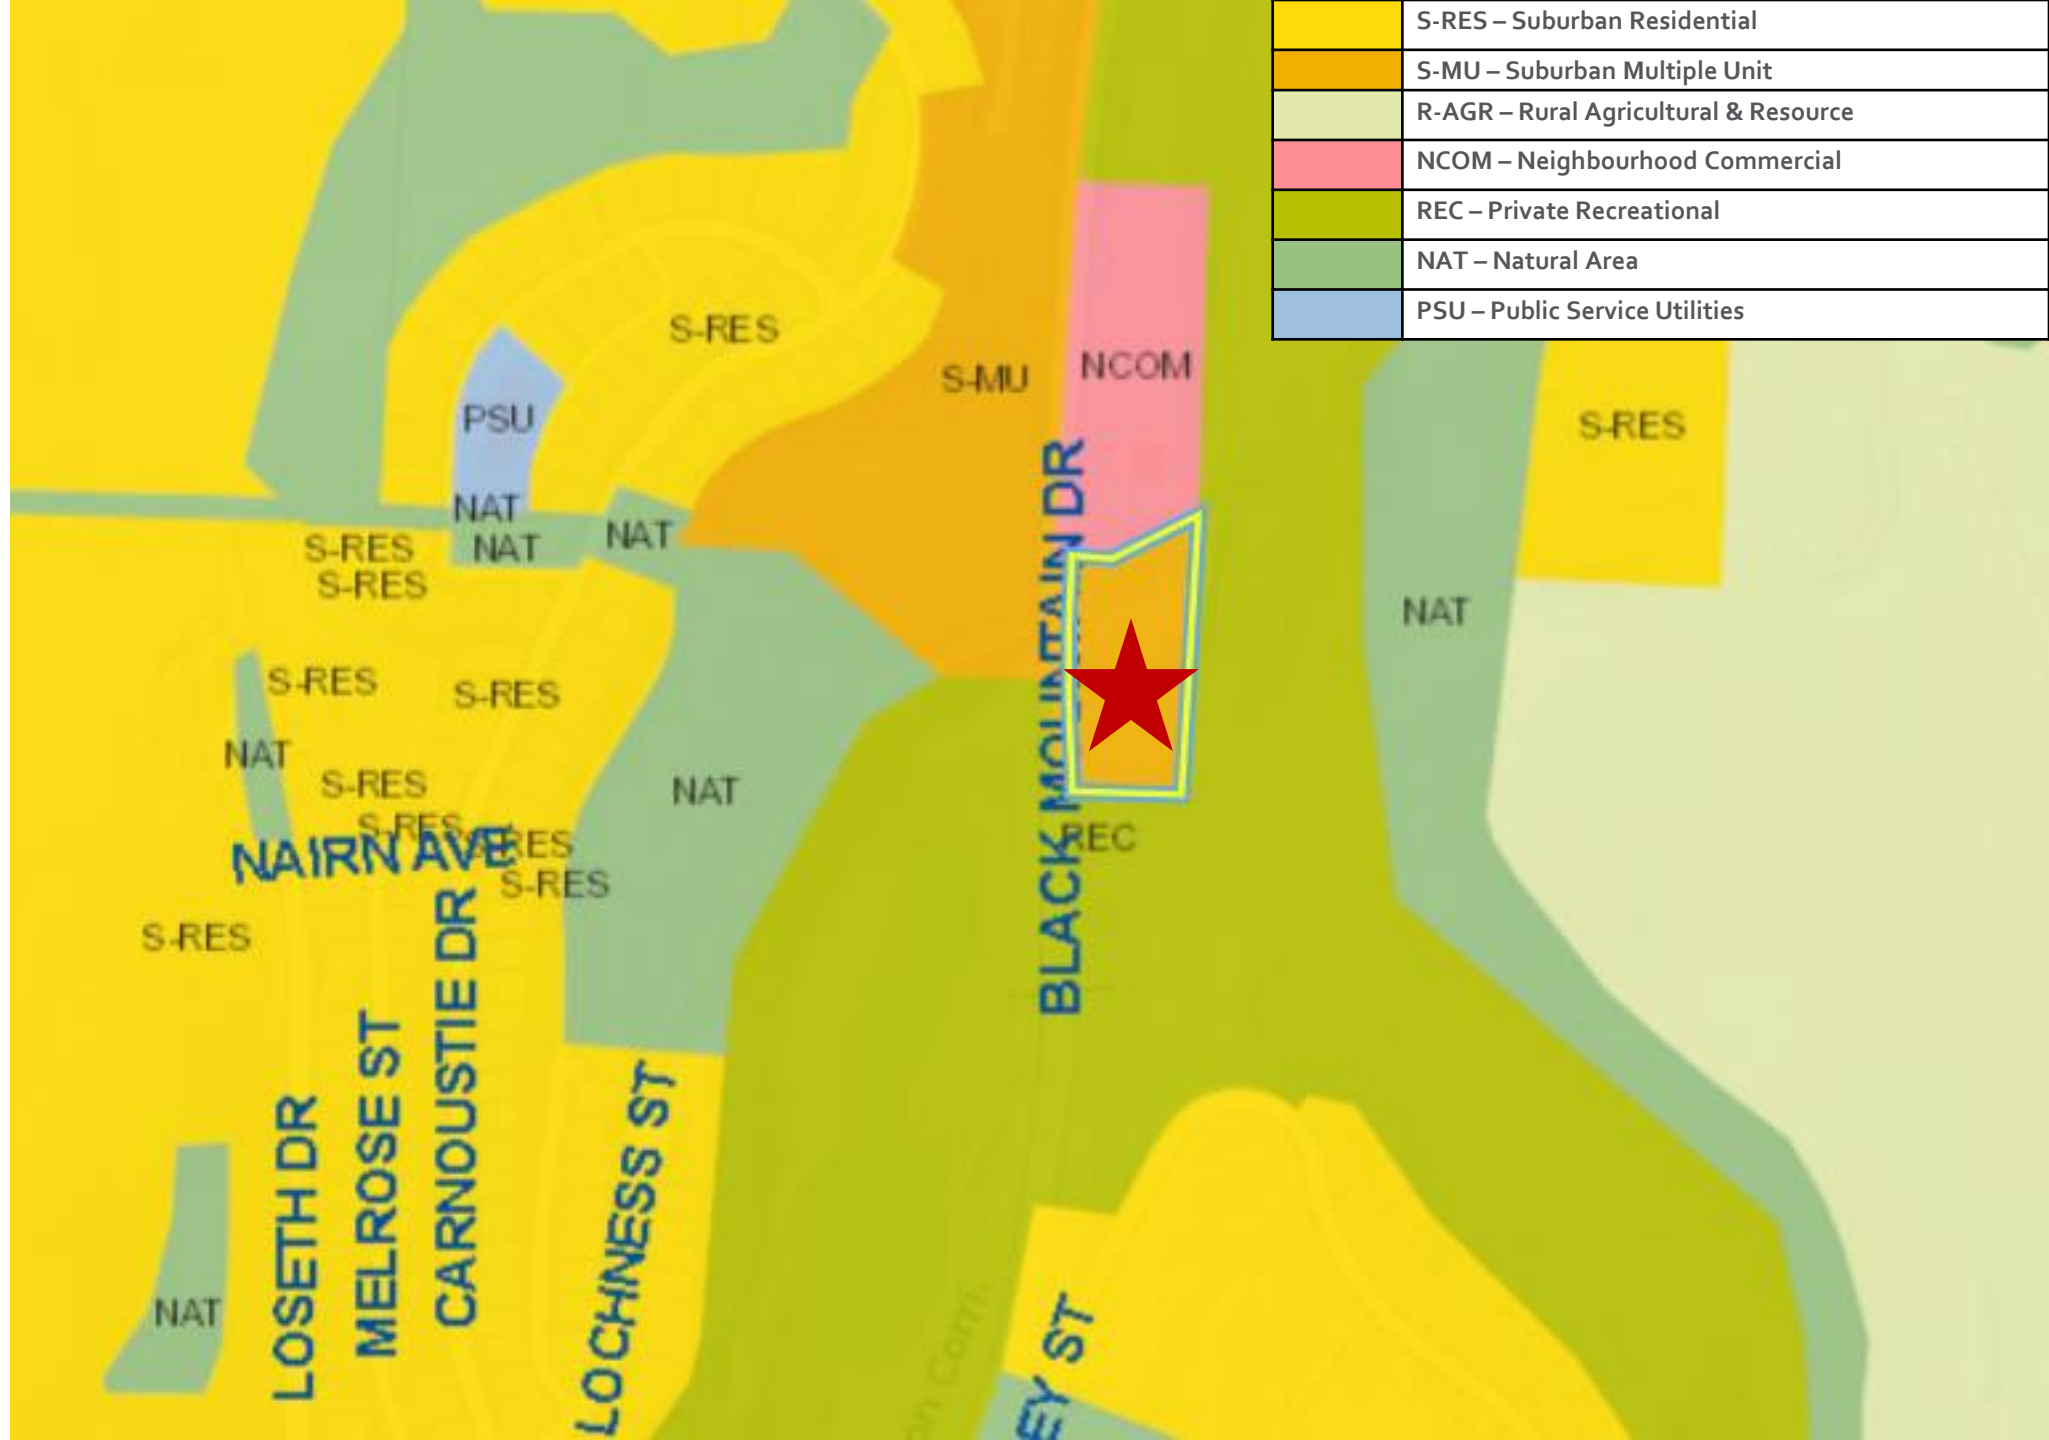 S-RES – Suburban Residential
S-MU – Suburban Multiple Unit
R-AGR – Rural Agricultural & Resource
NCOM – Neighbourhood Commercial
REC – Private Recreational
NAT – Natural Area
PSU – Public Service Utilities
S-RES
NCOM
S-MU
PSU
S-RES
NAT
NAT
S-RES
NAT
S-RES
NAT
S-RES
S-RES
NAT
S-RES
NAT
S-RES
S-RES
REC
NAIRN AVE
S-RES
S-RES
BLACK MOUNTAIN DR
CARNOUSTIE DR
MELROSE ST
LOSETH DR
LOCHNESS ST
NAT
EY ST